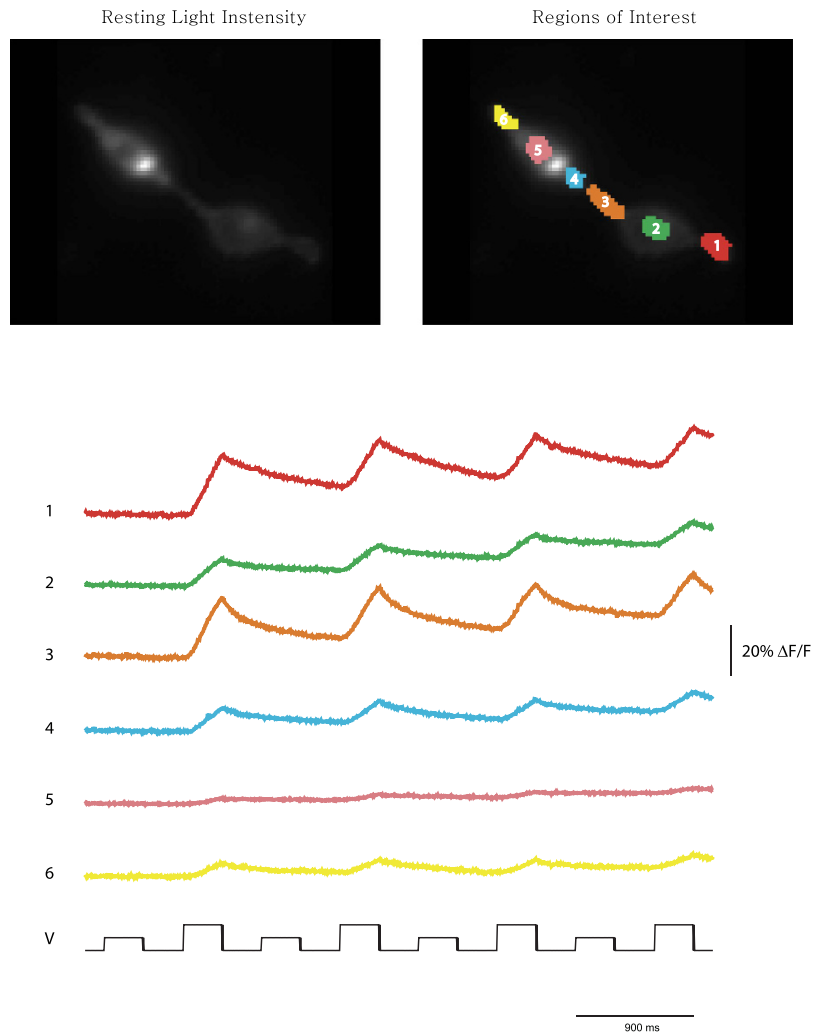 Resting Light Instensity
Regions of Interest
6
5
4
3
2
1
1
2
3
20% ΔF/F
4
5
6
V
900 ms